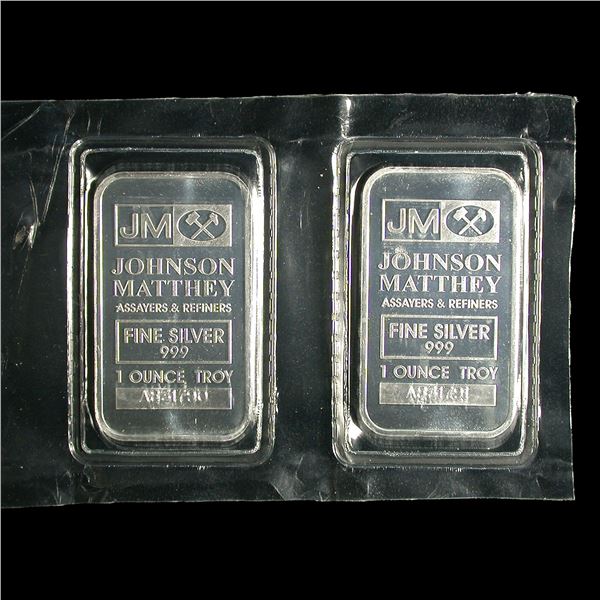 JM
JOHNSON
MATTHEY
ASSAYERS & REFINERS
FINE SILVER
999
1 OUNCE TROY
JM
JOHNSON
MATTHEY
ASSAYERS & REFINERS
FINE SILVER
999
1 OUNCE TROY